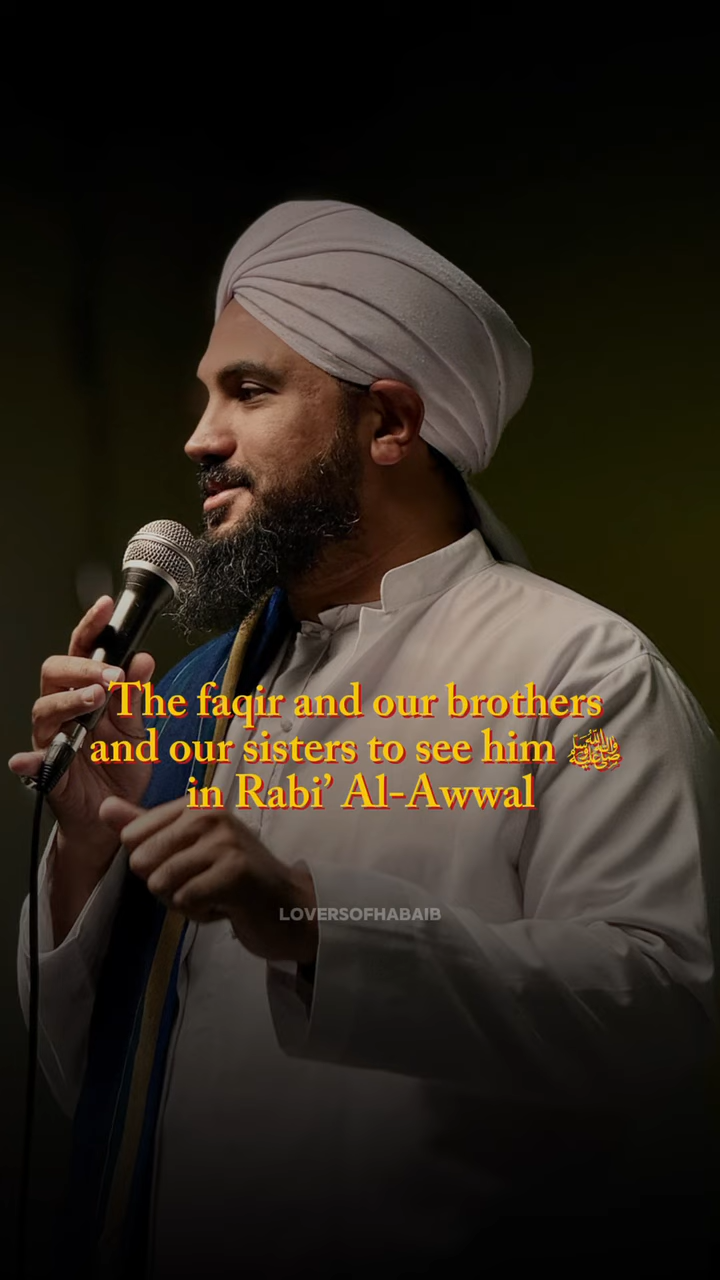 The faqir and our brothers
and our sisters to see him ﷺ
in Rabi’ Al-Awwal
LOVERSOFHABAIB